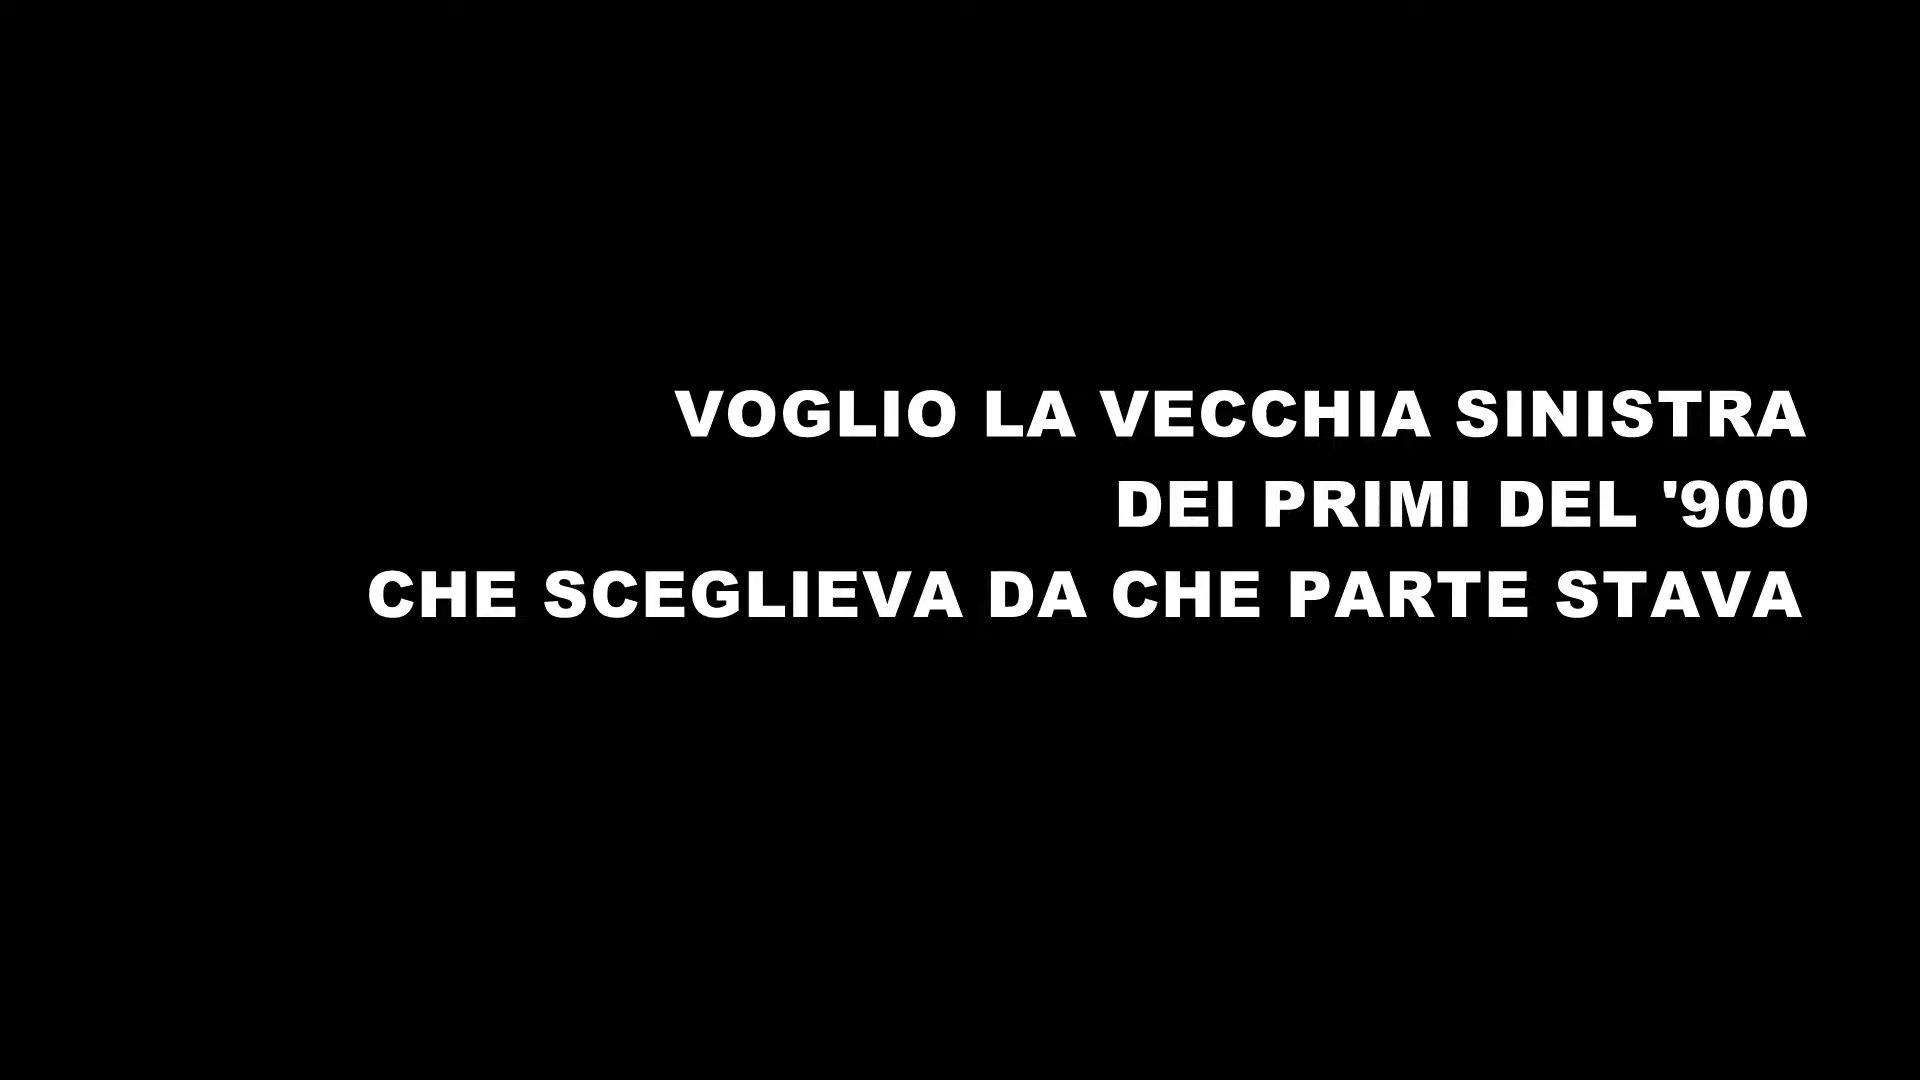 VOGLIO LA VECCHIA SINISTRA
DEI PRIMI DEL '900
CHE SCEGLIEVA DA CHE PARTE STAVA